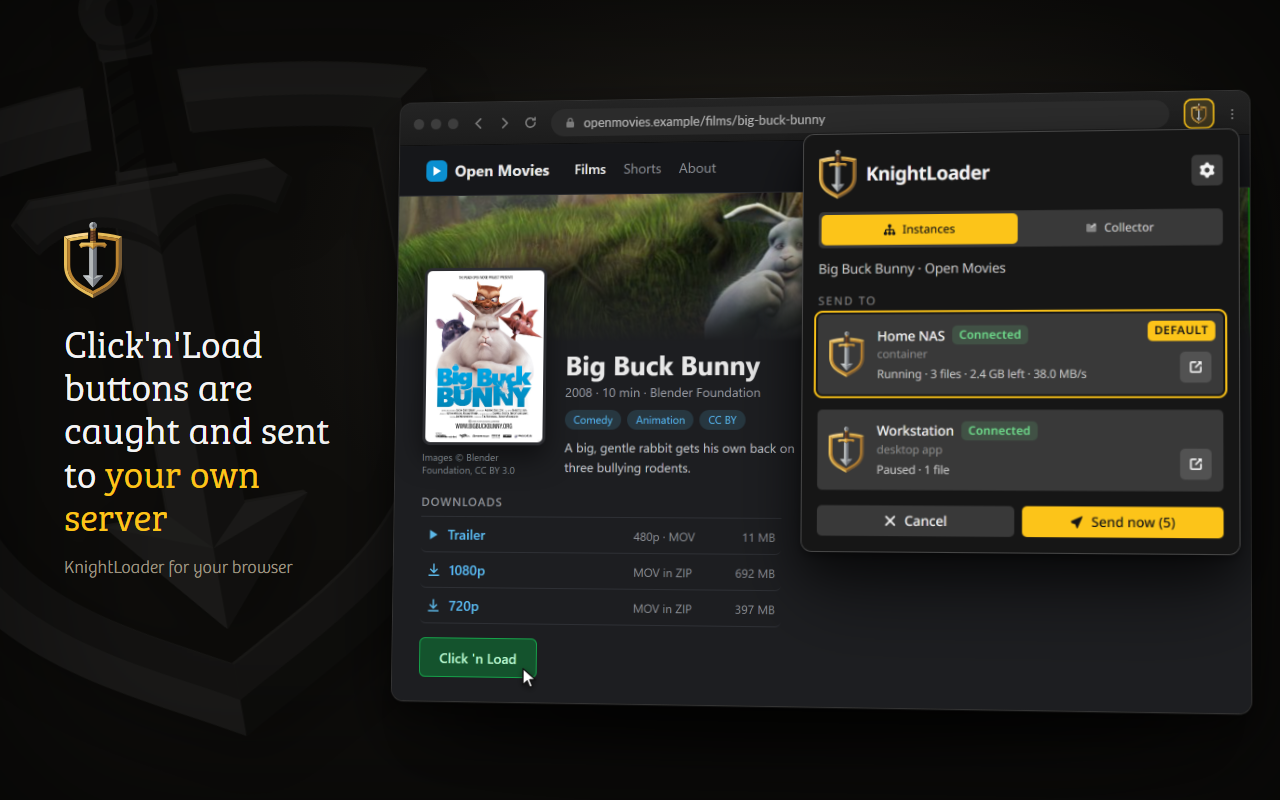 Click'n'Load
buttons are
caught and sent
to your own
server
KnightLoader for your browser
openmovies.example/films/big-buck-bunny
Open Movies
Films
Shorts
About
Big Buck
BUNNY
WWW.BIGBUCKBUNNY.ORG
Images © Blender
Foundation, CC BY 3.0
Big Buck Bunny
2008 · 10 min · Blender Foundation
Comedy
Animation
CC BY
A big, gentle rabbit gets his own back on
three bullying rodents.
DOWNLOADS
Trailer 480p · MOV 11 MB
1080p MOV in ZIP 692 MB
720p MOV in ZIP 397 MB
Click 'n Load
KnightLoader
Instances
Collector
Big Buck Bunny · Open Movies
SEND TO
Home NAS Connected DEFAULT
container
Running · 3 files · 2.4 GB left · 38.0 MB/s
Workstation Connected
desktop app
Paused · 1 file
Cancel
Send now (5)